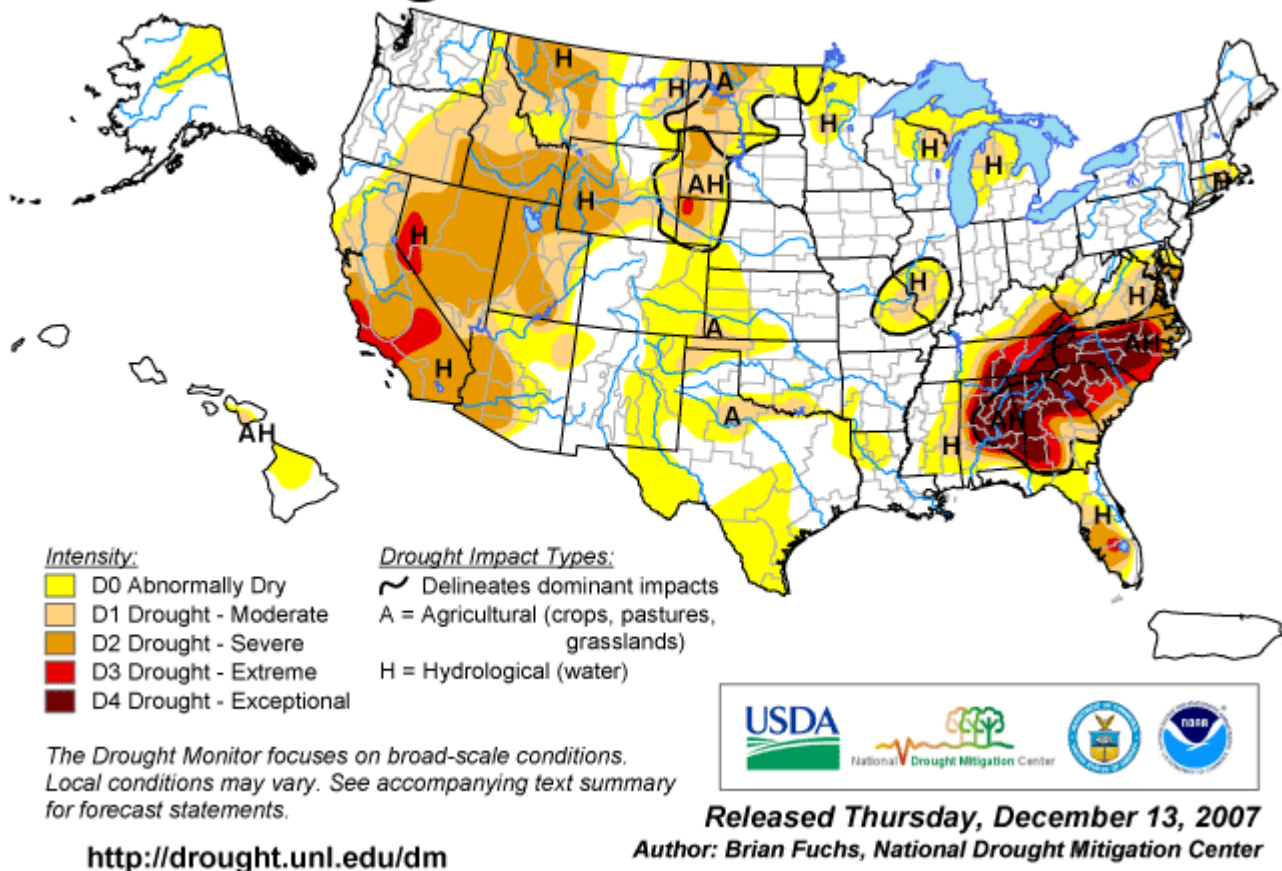 H
A
H
H
H
H
H
AH
H
H
H
H
A
AH
H
A
AH
AH
H
H
Intensity:
D0 Abnormally Dry
D1 Drought - Moderate
D2 Drought - Severe
D3 Drought - Extreme
D4 Drought - Exceptional
Drought Impact Types:
Delineates dominant impacts
A = Agricultural (crops, pastures,
grasslands)
H = Hydrological (water)
The Drought Monitor focuses on broad-scale conditions.
Local conditions may vary. See accompanying text summary
for forecast statements.
http://drought.unl.edu/dm
USDA
National Drought Mitigation Center
NOAA
Released Thursday, December 13, 2007
Author: Brian Fuchs, National Drought Mitigation Center